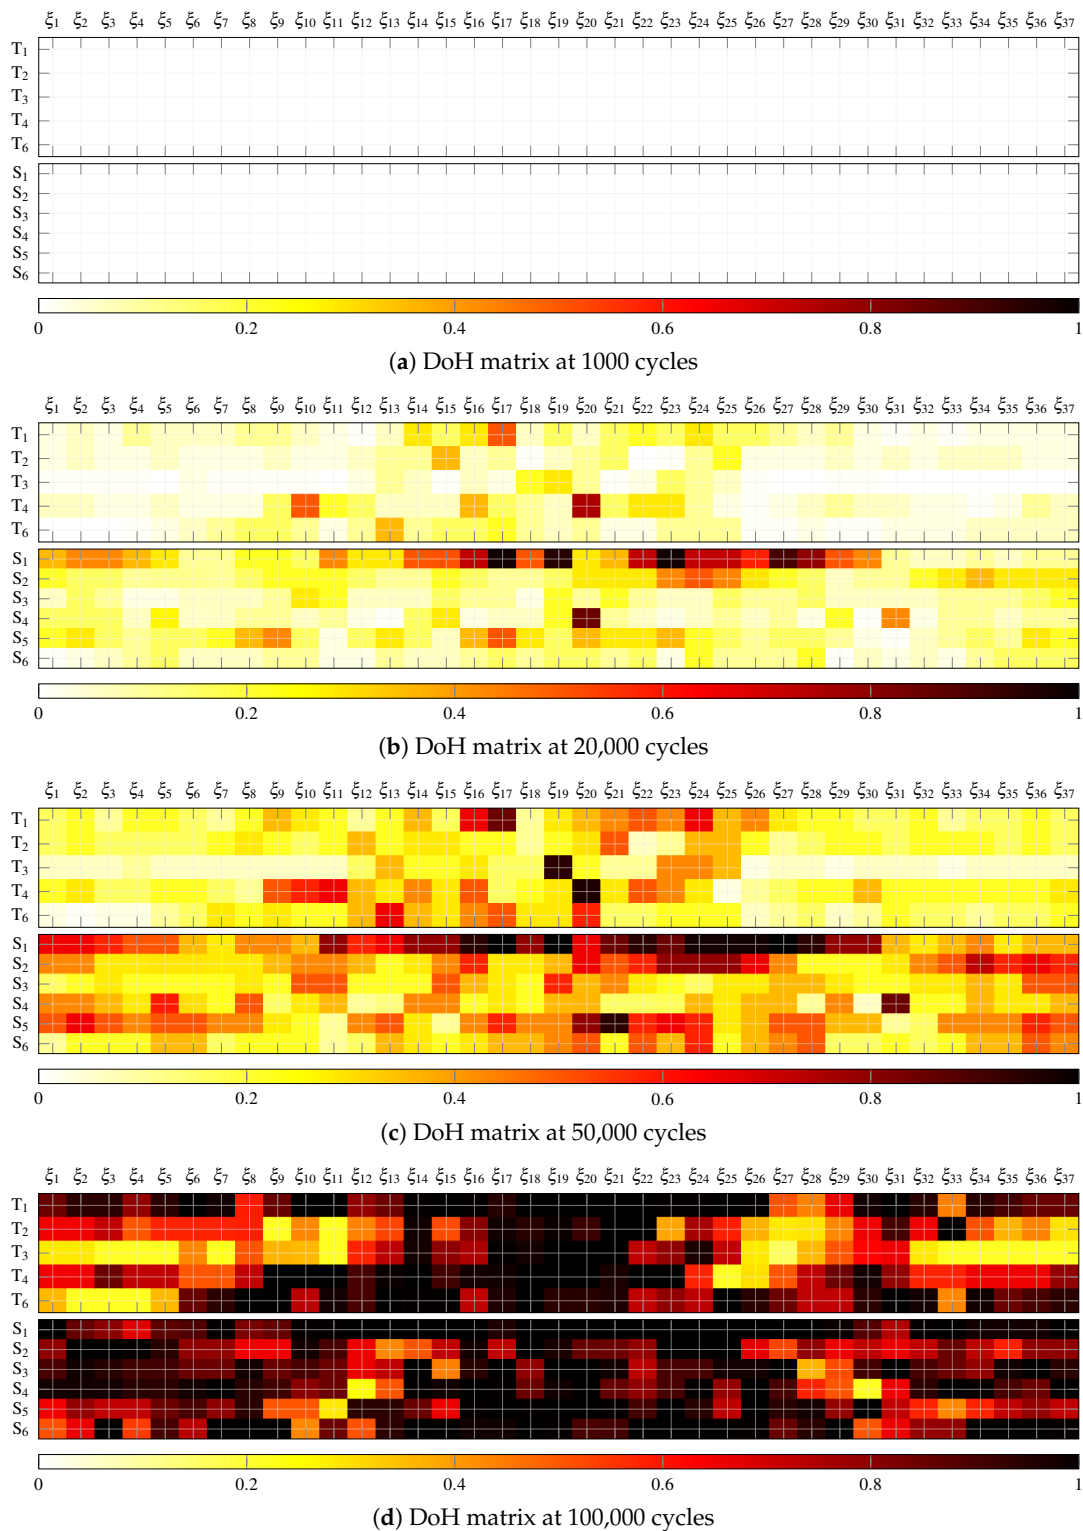 ξ1 ξ2 ξ3 ξ4 ξ5 ξ6 ξ7 ξ8 ξ9 ξ10 ξ11 ξ12 ξ13 ξ14 ξ15 ξ16 ξ17 ξ18 ξ19 ξ20 ξ21 ξ22 ξ23 ξ24 ξ25 ξ26 ξ27 ξ28 ξ29 ξ30 ξ31 ξ32 ξ33 ξ34 ξ35 ξ36 ξ37
T1
T2
T3
T4
T6
S1
S2
S3
S4
S5
S6
0 0.2 0.4 0.6 0.8 1
(a) DoH matrix at 1000 cycles
ξ1 ξ2 ξ3 ξ4 ξ5 ξ6 ξ7 ξ8 ξ9 ξ10 ξ11 ξ12 ξ13 ξ14 ξ15 ξ16 ξ17 ξ18 ξ19 ξ20 ξ21 ξ22 ξ23 ξ24 ξ25 ξ26 ξ27 ξ28 ξ29 ξ30 ξ31 ξ32 ξ33 ξ34 ξ35 ξ36 ξ37
T1
T2
T3
T4
T6
S1
S2
S3
S4
S5
S6
0 0.2 0.4 0.6 0.8 1
(b) DoH matrix at 20,000 cycles
ξ1 ξ2 ξ3 ξ4 ξ5 ξ6 ξ7 ξ8 ξ9 ξ10 ξ11 ξ12 ξ13 ξ14 ξ15 ξ16 ξ17 ξ18 ξ19 ξ20 ξ21 ξ22 ξ23 ξ24 ξ25 ξ26 ξ27 ξ28 ξ29 ξ30 ξ31 ξ32 ξ33 ξ34 ξ35 ξ36 ξ37
T1
T2
T3
T4
T6
S1
S2
S3
S4
S5
S6
0 0.2 0.4 0.6 0.8 1
(c) DoH matrix at 50,000 cycles
ξ1 ξ2 ξ3 ξ4 ξ5 ξ6 ξ7 ξ8 ξ9 ξ10 ξ11 ξ12 ξ13 ξ14 ξ15 ξ16 ξ17 ξ18 ξ19 ξ20 ξ21 ξ22 ξ23 ξ24 ξ25 ξ26 ξ27 ξ28 ξ29 ξ30 ξ31 ξ32 ξ33 ξ34 ξ35 ξ36 ξ37
T1
T2
T3
T4
T6
S1
S2
S3
S4
S5
S6
0 0.2 0.4 0.6 0.8 1
(d) DoH matrix at 100,000 cycles